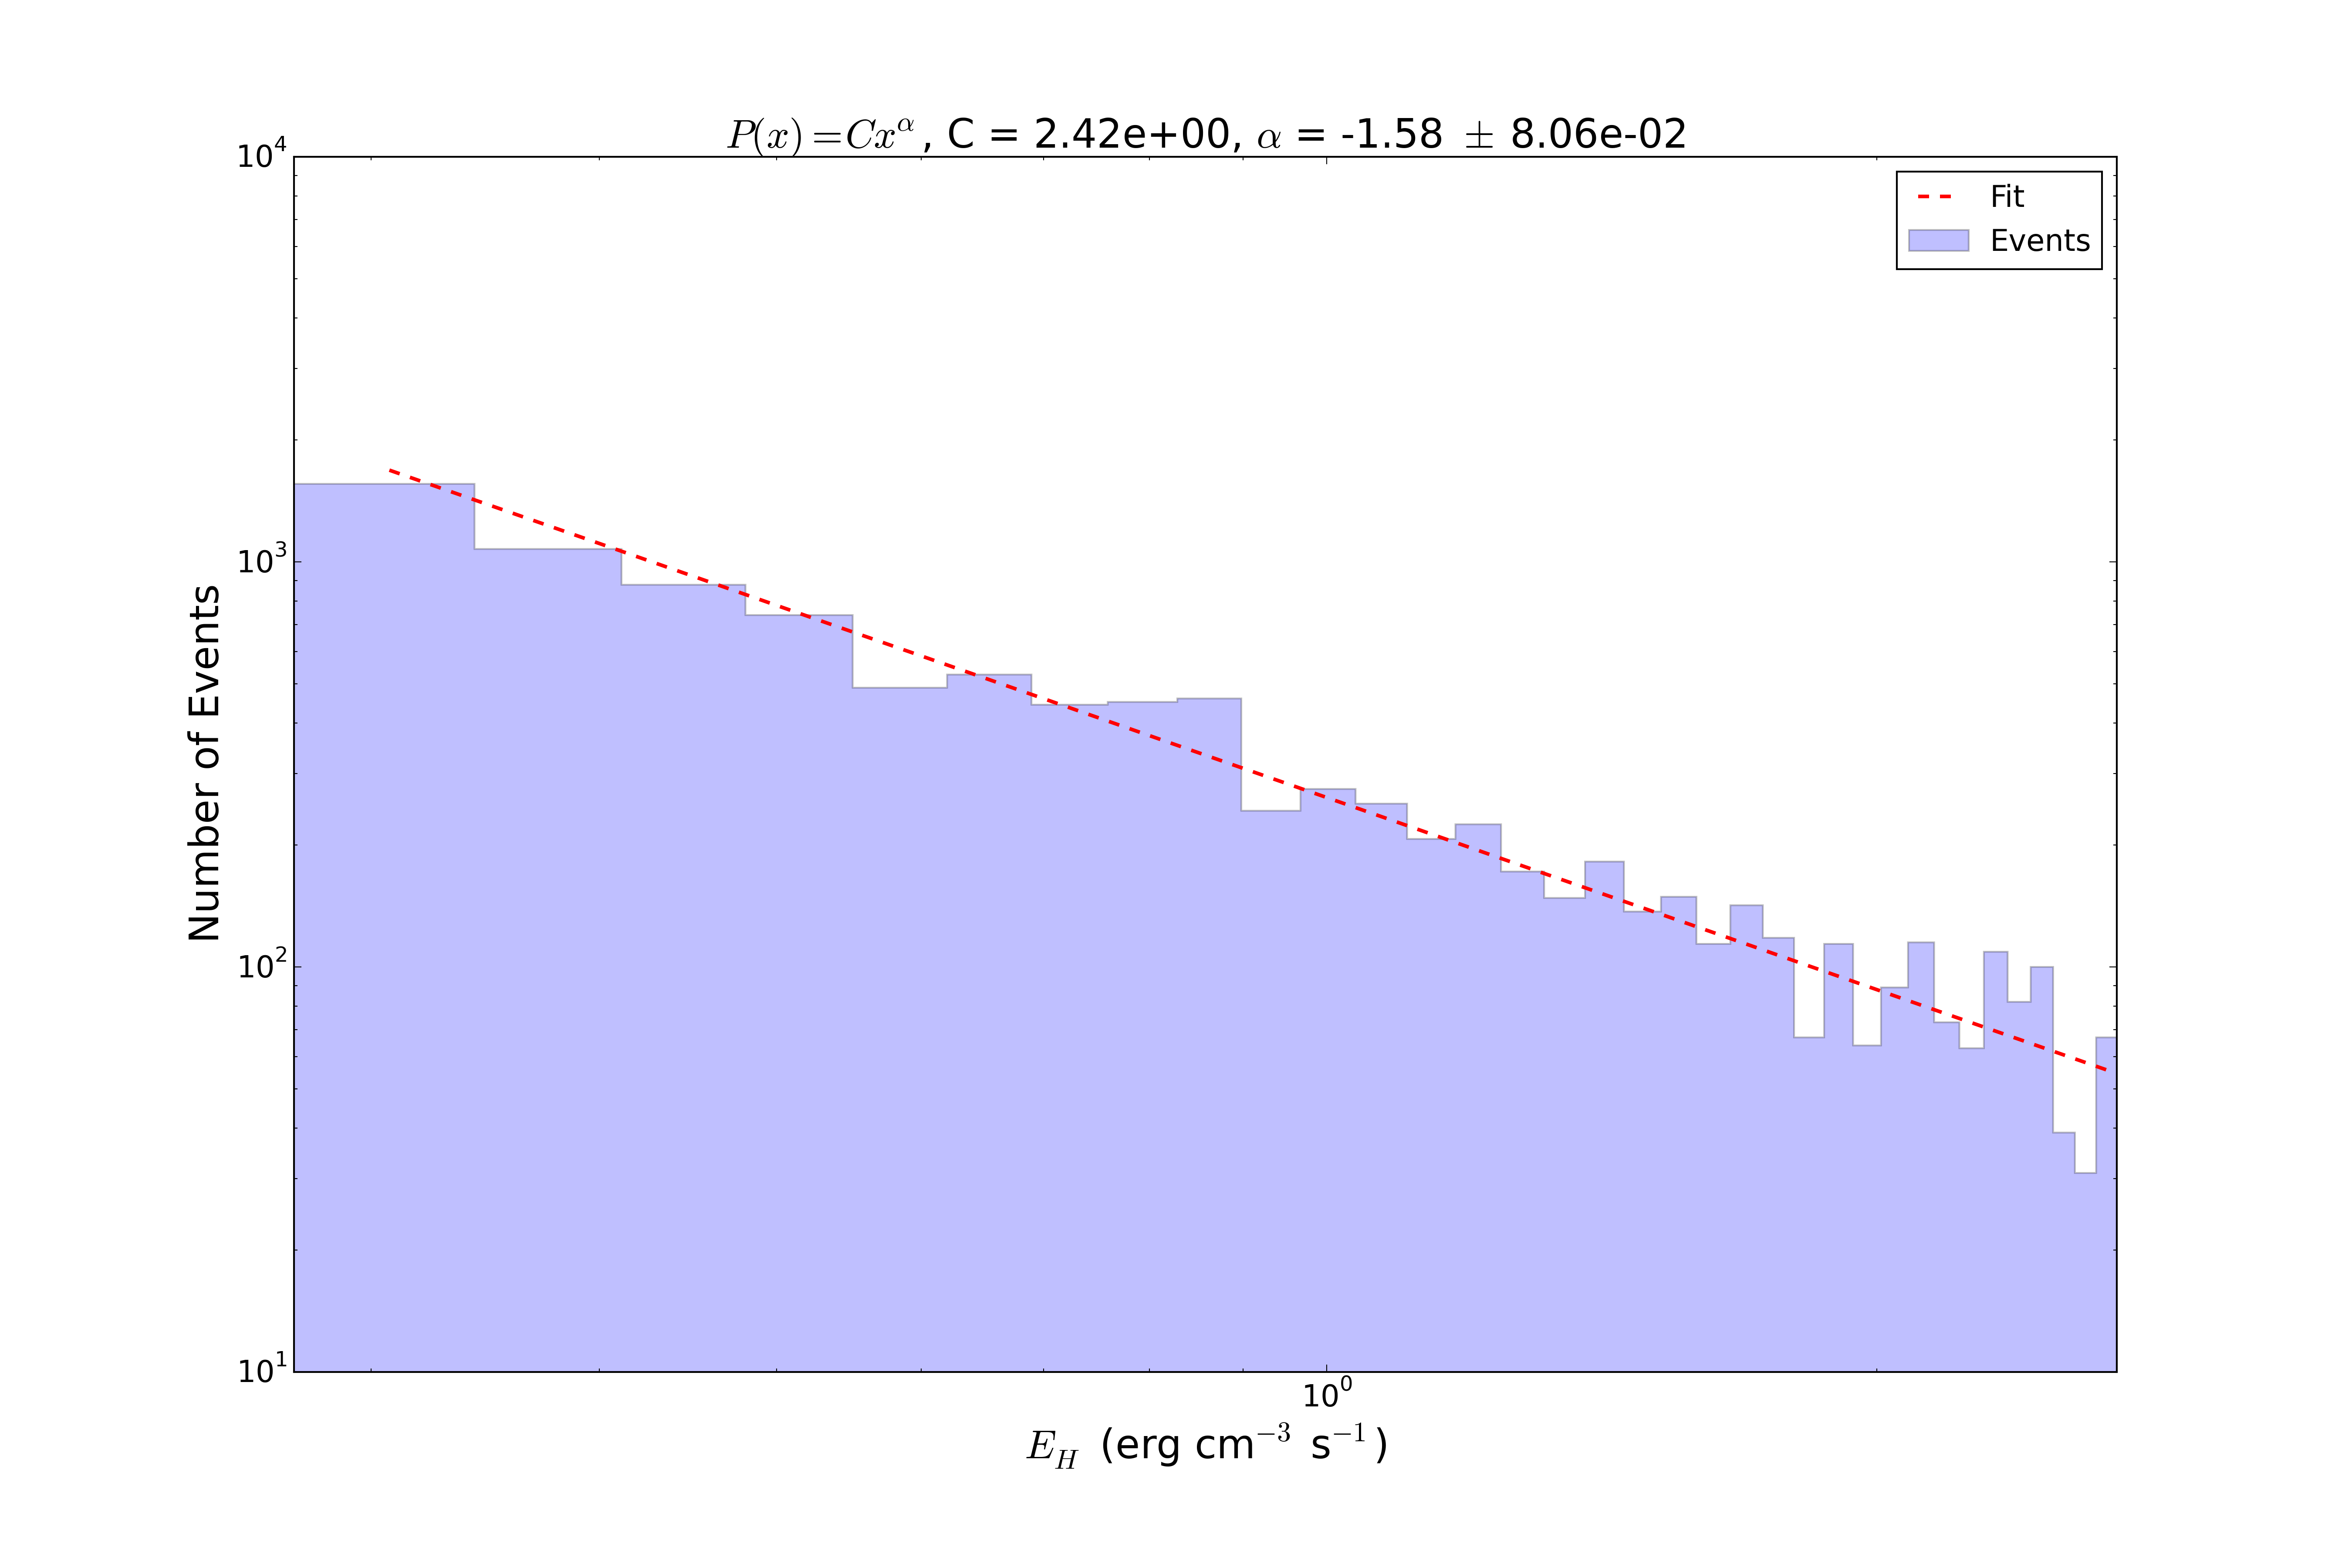 P(x)=Cx^α, C = 2.42e+00, α = -1.58 ± 8.06e-02
10^4
Fit
Events
10^3
10^2
10^1
Number of Events
10^0
E_H (erg cm^−3 s^−1)